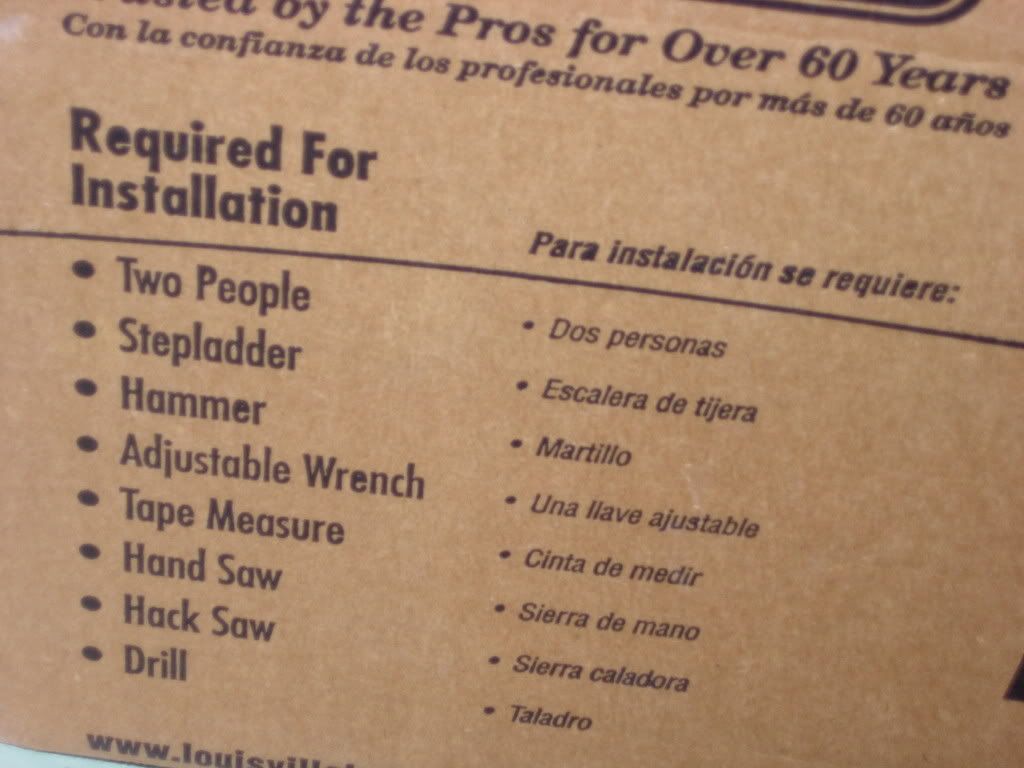 by the Pros for Over 60 Years
Con la confianza de los profesionales por más de 60 años
Required For
Installation
• Two People
• Stepladder
• Hammer
• Adjustable Wrench
• Tape Measure
• Hand Saw
• Hack Saw
• Drill
Para instalación se requiere:
• Dos personas
• Escalera de tijera
• Martillo
• Una llave ajustable
• Cinta de medir
• Sierra de mano
• Sierra caladora
• Taladro